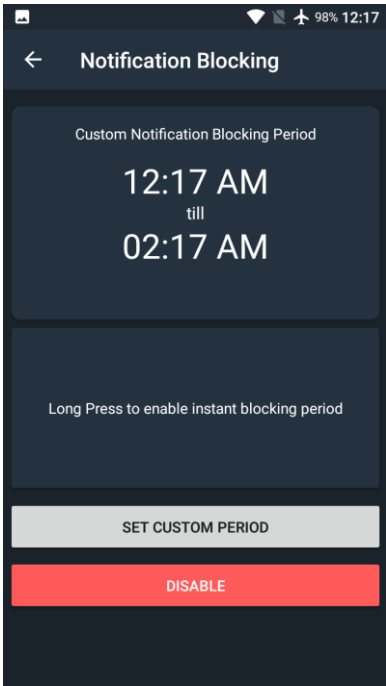 98% 12:17
Notification Blocking
Custom Notification Blocking Period
12:17 AM
till
02:17 AM
Long Press to enable instant blocking period
SET CUSTOM PERIOD
DISABLE